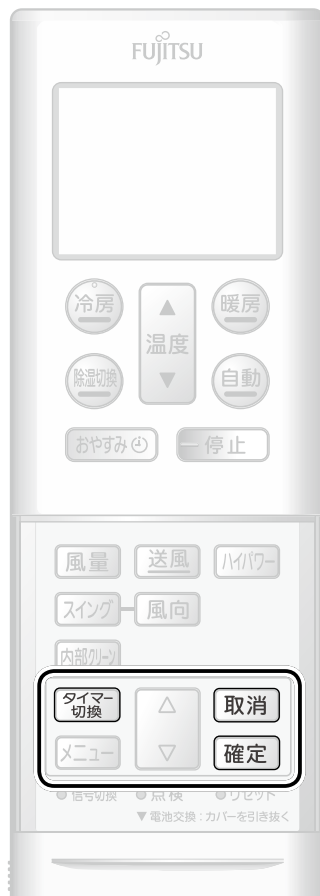 FUJITSU
冷房 ▲ 暖房
温度
除湿切換 ▼ 自動
おやすみ 停止
風量 送風 ハイパワー
スイング 風向
内部クリーン
タイマー切換 △ 取消
メニュー ▽ 確定
信号切換 点検 リセット
▼電池交換:カバーを引き抜く